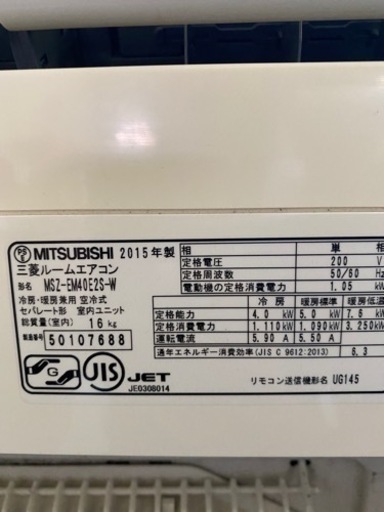 MITSUBISHI 2015年製
三菱ルームエアコン
形名 MSZ-EM40E2S-W
冷房・暖房兼用 空冷式
セパレート形 室内ユニット
総質量(室内) 16 kg
製造番号 50107688
G JIS JET
JE0308014
相 単 相
定格電圧 200 V
定格周波数 50/60 Hz
電動機の定格消費電力 1.05 kW
冷房 暖房標準 暖房低温
定格能力 4.0 kW 5.0 kW 7.6 kW
定格消費電力 1.110 kW 1.090 kW 3.250 kW
運転電流 5.90 A 5.50 A
通年エネルギー消費効率(JIS C 9612:2013) 6.3
リモコン送信機形名 UG145